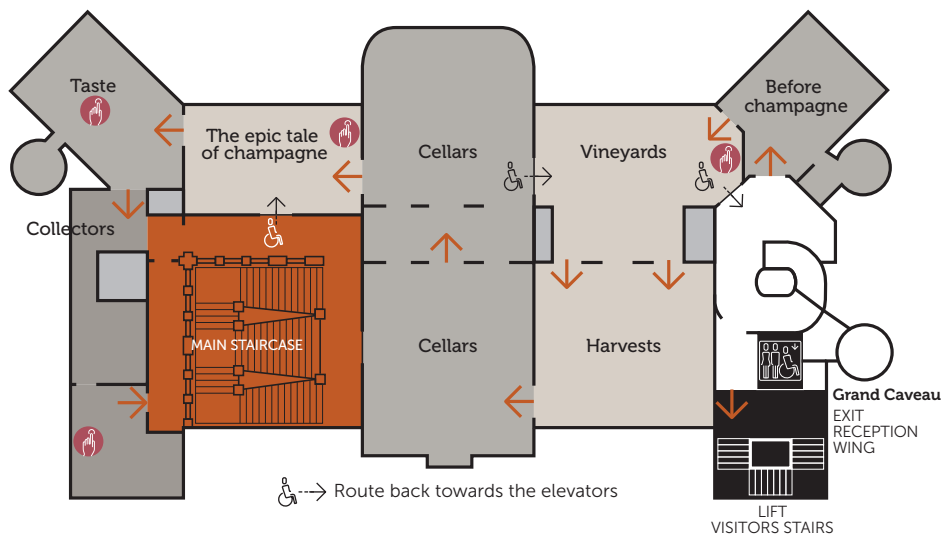 Taste
The epic tale
of champagne
Cellars
Vineyards
Before
champagne
Collectors
MAIN STAIRCASE
Cellars
Harvests
Grand Caveau
EXIT
RECEPTION
WING
Route back towards the elevators
LIFT
VISITORS STAIRS